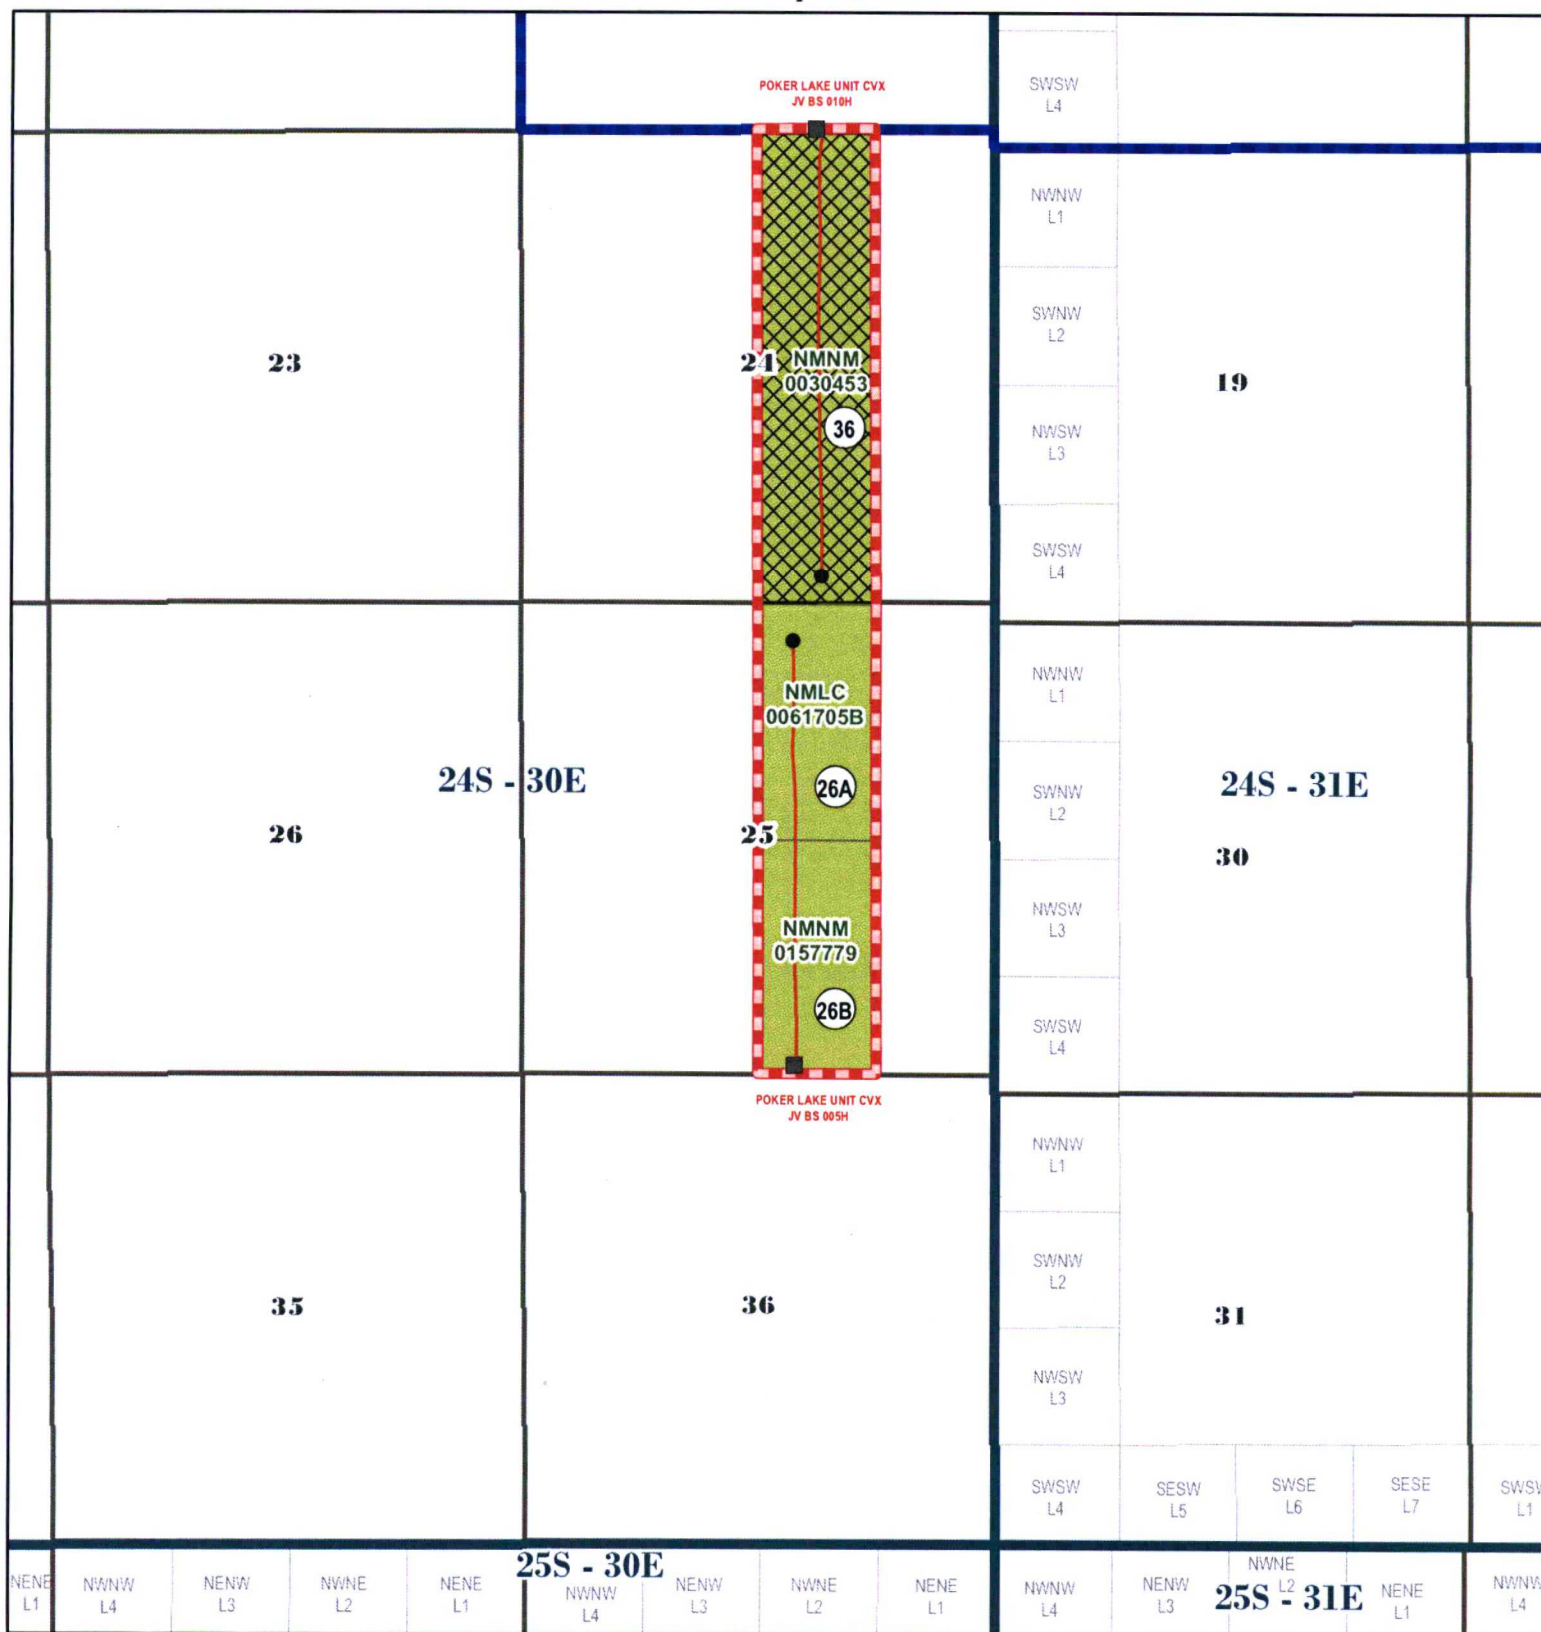 POKER LAKE UNIT CVX
JV BS 010H
SWSW
L4
NWNW
L1
SWNW
L2
23
24
NMNM
0030453
36
19
NWSW
L3
SWSW
L4
NMLC
0061705B
NWNW
L1
24S - 30E
26A
SWNW
L2
24S - 31E
26
25
30
NMNM
0157779
NWSW
L3
26B
SWSW
L4
POKER LAKE UNIT CVX
JV BS 005H
NWNW
L1
SWNW
L2
35
36
31
NWSW
L3
SWSW
L4
SESW
L5
SWSE
L6
SESE
L7
SWSW
L1
25S - 30E
NENE
L1
NWNW
L4
NENW
L3
NWNE
L2
NENE
L1
NWNW
L4
NENW
L3
NWNE
L2
NENE
L1
NWNW
L4
NENW
L3
NWNE
L2
25S - 31E
NENE
L1
NWNW
L4